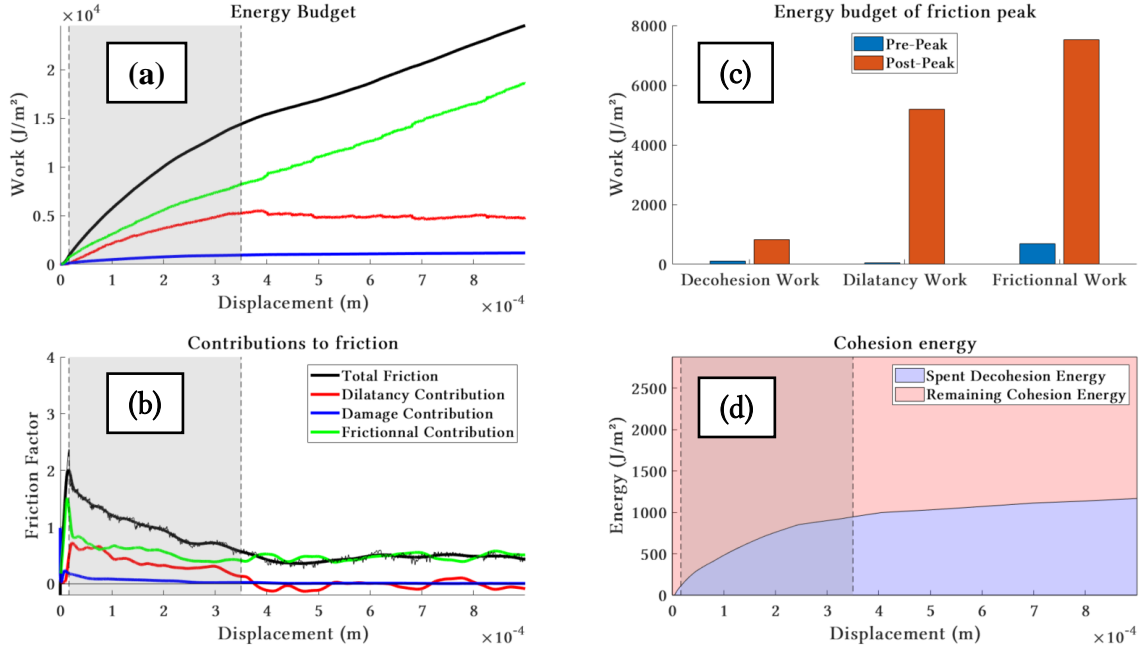 Energy Budget
×10⁴
(a)
Work (J/m²)
2
1.5
1
0.5
0
0 1 2 3 4 5 6 7 8 9
Displacement (m)
×10⁻⁴
Energy budget of friction peak
(c)
Pre-Peak
Post-Peak
Work (J/m²)
8000
6000
4000
2000
0
Decohesion Work Dilatancy Work Frictionnal Work
Contributions to friction
(b)
Total Friction
Dilatancy Contribution
Damage Contribution
Frictionnal Contribution
Friction Factor
4
3
2
1
0
0 1 2 3 4 5 6 7 8 9
Displacement (m)
×10⁻⁴
Cohesion energy
(d)
Spent Decohesion Energy
Remaining Cohesion Energy
Energy (J/m²)
2500
2000
1500
1000
500
0
0 1 2 3 4 5 6 7 8
Displacement (m)
×10⁻⁴